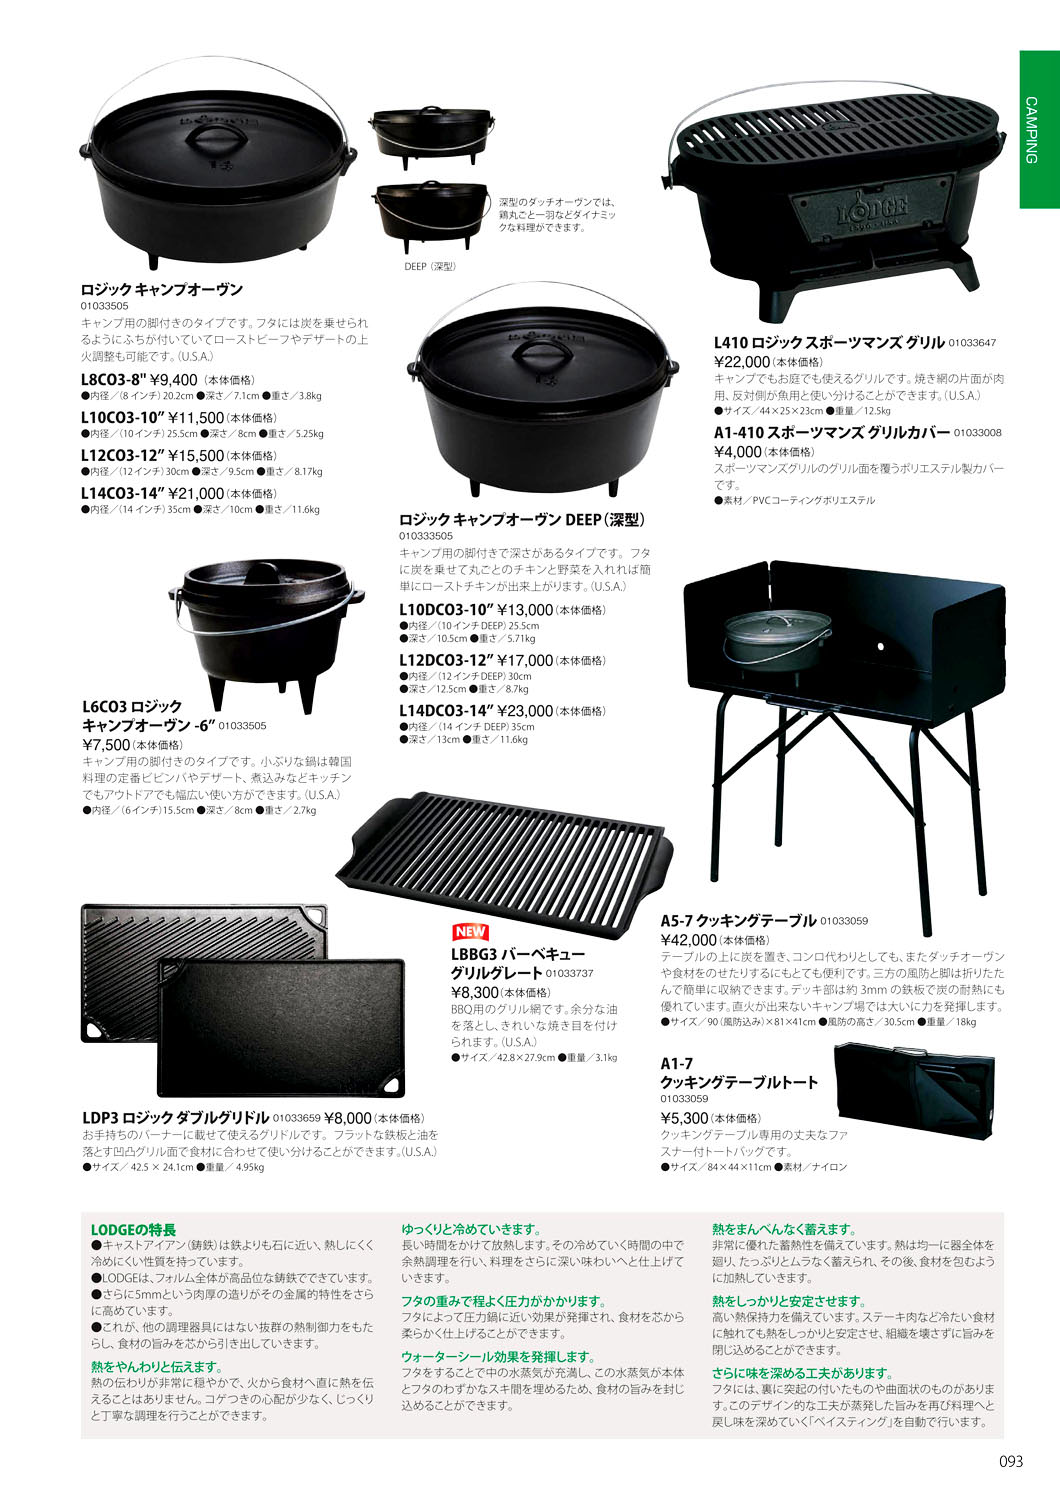 CAMPING
深型のダッチオーヴンでは、
鶏丸ごと一羽などダイナミッ
クな料理ができます。
DEEP（深型）
ロジック キャンプオーヴン
01033505
キャンプ用の脚付きのタイプです。フタには炭を乗せられ
るようにふちが付いていてローストビーフやデザートの上
火調整も可能です。（U.S.A.）
L8CO3-8" ¥9,400（本体価格）
●内径／（8 インチ）20.2cm ●深さ／7.1cm ●重さ／3.8kg
L10CO3-10” ¥11,500（本体価格）
●内径／（10インチ）25.5cm ●深さ／8cm ●重さ／5.25kg
L12CO3-12” ¥15,500（本体価格）
●内径／（12インチ）30cm ●深さ／9.5cm ●重さ／8.17kg
L14CO3-14” ¥21,000（本体価格）
●内径／（14 インチ）35cm ●深さ／10cm ●重さ／11.6kg
ロジック キャンプオーヴン DEEP（深型）
010333505
キャンプ用の脚付きで深さがあるタイプです。フタ
に炭を乗せて丸ごとのチキンと野菜を入れれば簡
単にローストチキンが出来上がります。（U.S.A.）
L10DCO3-10” ¥13,000（本体価格）
●内径／（10 インチ DEEP）25.5cm
●深さ／10.5cm ●重さ／5.71kg
L12DCO3-12” ¥17,000（本体価格）
●内径／（12 インチ DEEP）30cm
●深さ／12.5cm ●重さ／8.7kg
L14DCO3-14” ¥23,000（本体価格）
●内径／（14 インチ DEEP）35cm
●深さ／13cm ●重さ／11.6kg
LODGE
L410 ロジック スポーツマンズ グリル 01033647
¥22,000（本体価格）
キャンプでもお庭でも使えるグリルです。焼き網の片面が肉
用、反対側が魚用と使い分けることができます。（U.S.A.）
●サイズ／44×25×23cm ●重量／12.5kg
A1-410 スポーツマンズ グリルカバー 01033008
¥4,000（本体価格）
スポーツマンズグリルのグリル面を覆うポリエステル製カバー
です。
●素材／PVCコーティングポリエステル
L6CO3 ロジック
キャンプオーヴン -6” 01033505
¥7,500（本体価格）
キャンプ用の脚付きのタイプです。小ぶりな鍋は韓国
料理の定番ビビンバやデザート、煮込みなどキッチン
でもアウトドアでも幅広い使い方ができます。（U.S.A.）
●内径／（6インチ）15.5cm ●深さ／8cm ●重さ／2.7kg
NEW
LBBG3 バーベキュー
グリルグレート 01033737
¥8,300（本体価格）
BBQ用のグリル網です。余分な油
を落とし、きれいな焼き目を付け
られます。（U.S.A.）
●サイズ／42.8×27.9cm ●重量／3.1kg
A5-7 クッキングテーブル 01033059
¥42,000（本体価格）
テーブルの上に炭を置き、コンロ代わりとしても、またダッチオーヴン
や食材をのせたりするにもとても便利です。三方の風防と脚は折りたた
んで簡単に収納できます。デッキ部は約 3mm の鉄板で炭の耐熱にも
優れています。直火が出来ないキャンプ場では大いに力を発揮します。
●サイズ／90（風防込み）×81×41cm ●風防の高さ／30.5cm ●重量／18kg
A1-7
クッキングテーブルトート
01033059
¥5,300（本体価格）
クッキングテーブル専用の丈夫なファ
スナー付トートバッグです。
●サイズ／84×44×11cm ●素材／ナイロン
LDP3 ロジック ダブルグリドル 01033659 ¥8,000（本体価格）
お手持ちのバーナーに載せて使えるグリドルです。フラットな鉄板と油を
落とす凹凸グリル面で食材に合わせて使い分けることができます。（U.S.A.）
●サイズ／ 42.5 × 24.1cm ●重量／ 4.95kg
LODGEの特長
●キャストアイアン（鋳鉄）は鉄よりも石に近い、熱しにくく
冷めにくい性質を持っています。
●LODGEは、フォルム全体が高品位な鋳鉄でできています。
●さらに5mmという肉厚の造りがその金属的特性をさら
に高めています。
●これが、他の調理器具にはない抜群の熱制御力をもた
らし、食材の旨みを芯から引き出していきます。
熱をやんわりと伝えます。
熱の伝わりが非常に穏やかで、火から食材へ直に熱を伝
えることはありません。コゲつきの心配が少なく、じっくり
と丁寧な調理を行うことができます。
ゆっくりと冷めていきます。
長い時間をかけて放熱します。その冷めていく時間の中で
余熱調理を行い、料理をさらに深い味わいへと仕上げて
いきます。
フタの重みで程よく圧力がかかります。
フタによって圧力鍋に近い効果が発揮され、食材を芯から
柔らかく仕上げることができます。
ウォーターシール効果を発揮します。
フタをすることで中の水蒸気が充満し、この水蒸気が本体
とフタのわずかなスキ間を埋めるため、食材の旨みを封じ
込めることができます。
熱をまんべんなく蓄えます。
非常に優れた蓄熱性を備えています。熱は均一に器全体を
廻り、たっぷりとムラなく蓄えられ、その後、食材を包むよう
に加熱していきます。
熱をしっかりと安定させます。
高い熱保持力を備えています。ステーキ肉など冷たい食材
に触れても熱をしっかりと安定させ、組織を壊さずに旨みを
閉じ込めることができます。
さらに味を深める工夫があります。
フタには、裏に突起の付いたものや曲面状のものがありま
す。このデザイン的な工夫が蒸発した旨みを再び料理へと
戻し味を深めていく「ベイスティング」を自動で行います。
093